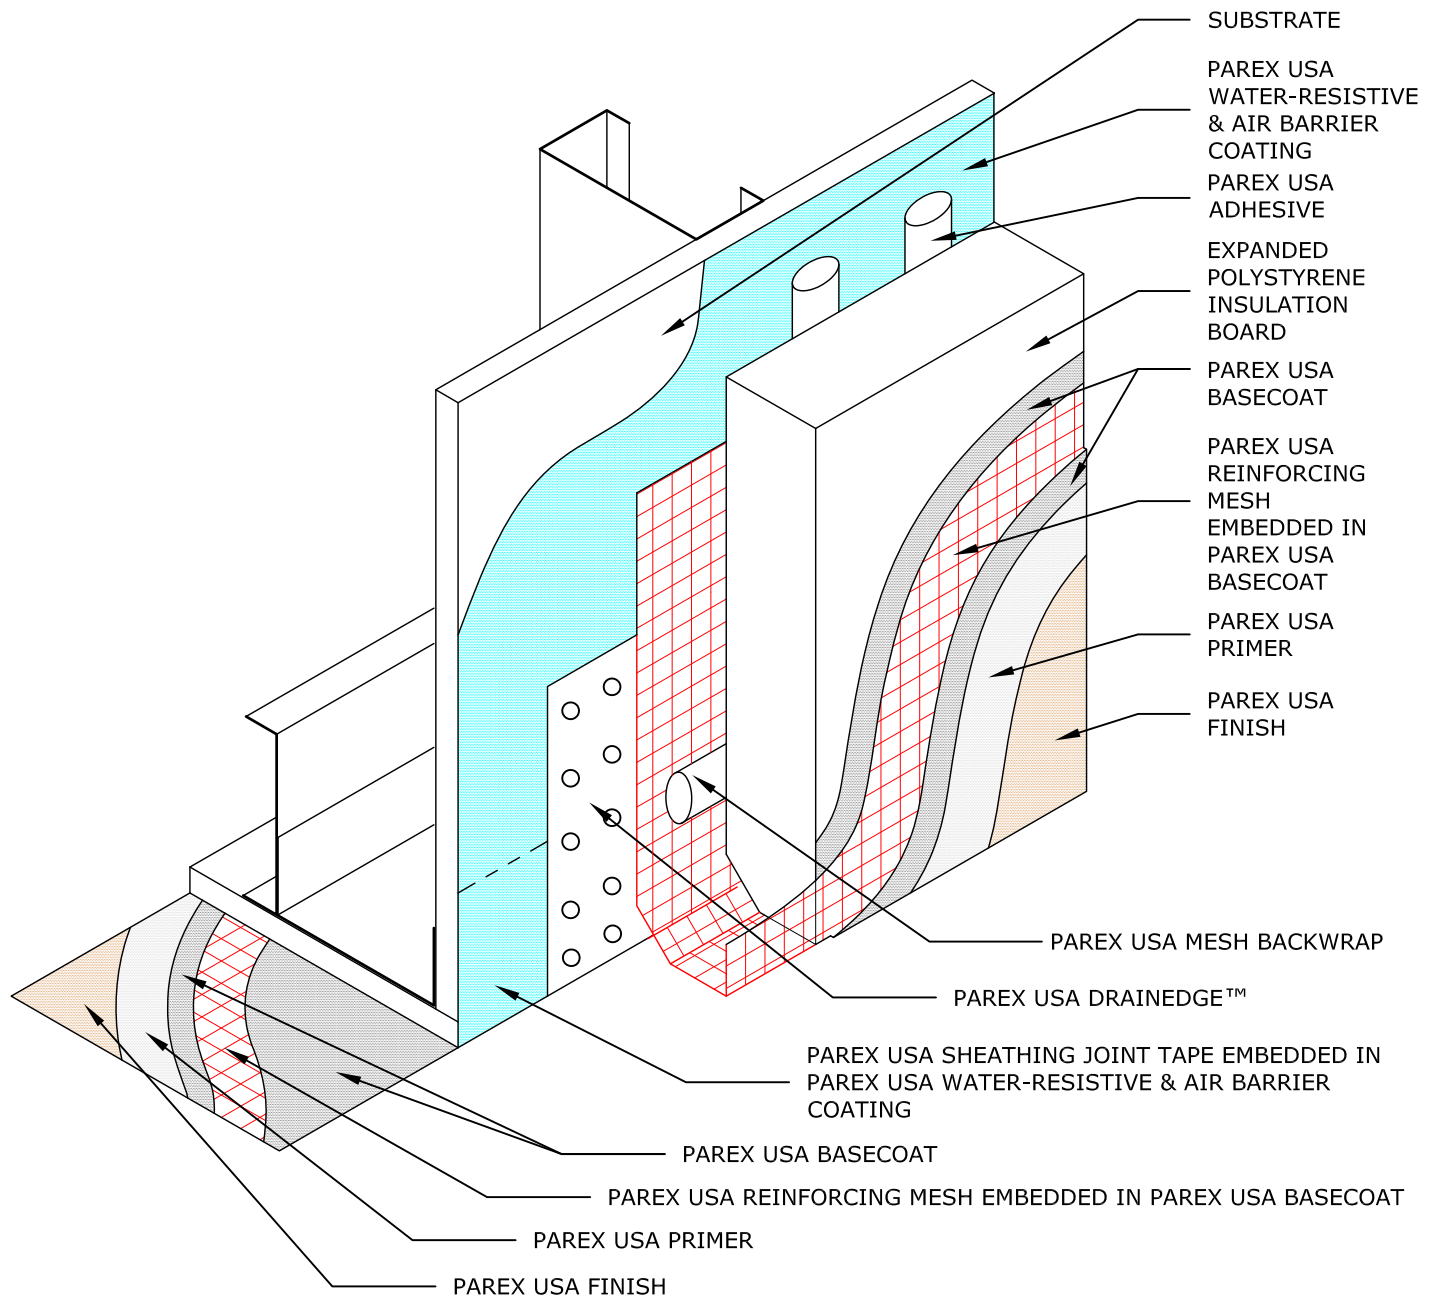 SUBSTRATE
PAREX USA
WATER-RESISTIVE
& AIR BARRIER
COATING
PAREX USA
ADHESIVE
EXPANDED
POLYSTYRENE
INSULATION
BOARD
PAREX USA
BASECOAT
PAREX USA
REINFORCING
MESH
EMBEDDED IN
PAREX USA
BASECOAT
PAREX USA
PRIMER
PAREX USA
FINISH
PAREX USA MESH BACKWRAP
PAREX USA DRAINEDGE™
PAREX USA SHEATHING JOINT TAPE EMBEDDED IN
PAREX USA WATER-RESISTIVE & AIR BARRIER
COATING
PAREX USA BASECOAT
PAREX USA REINFORCING MESH EMBEDDED IN PAREX USA BASECOAT
PAREX USA PRIMER
PAREX USA FINISH